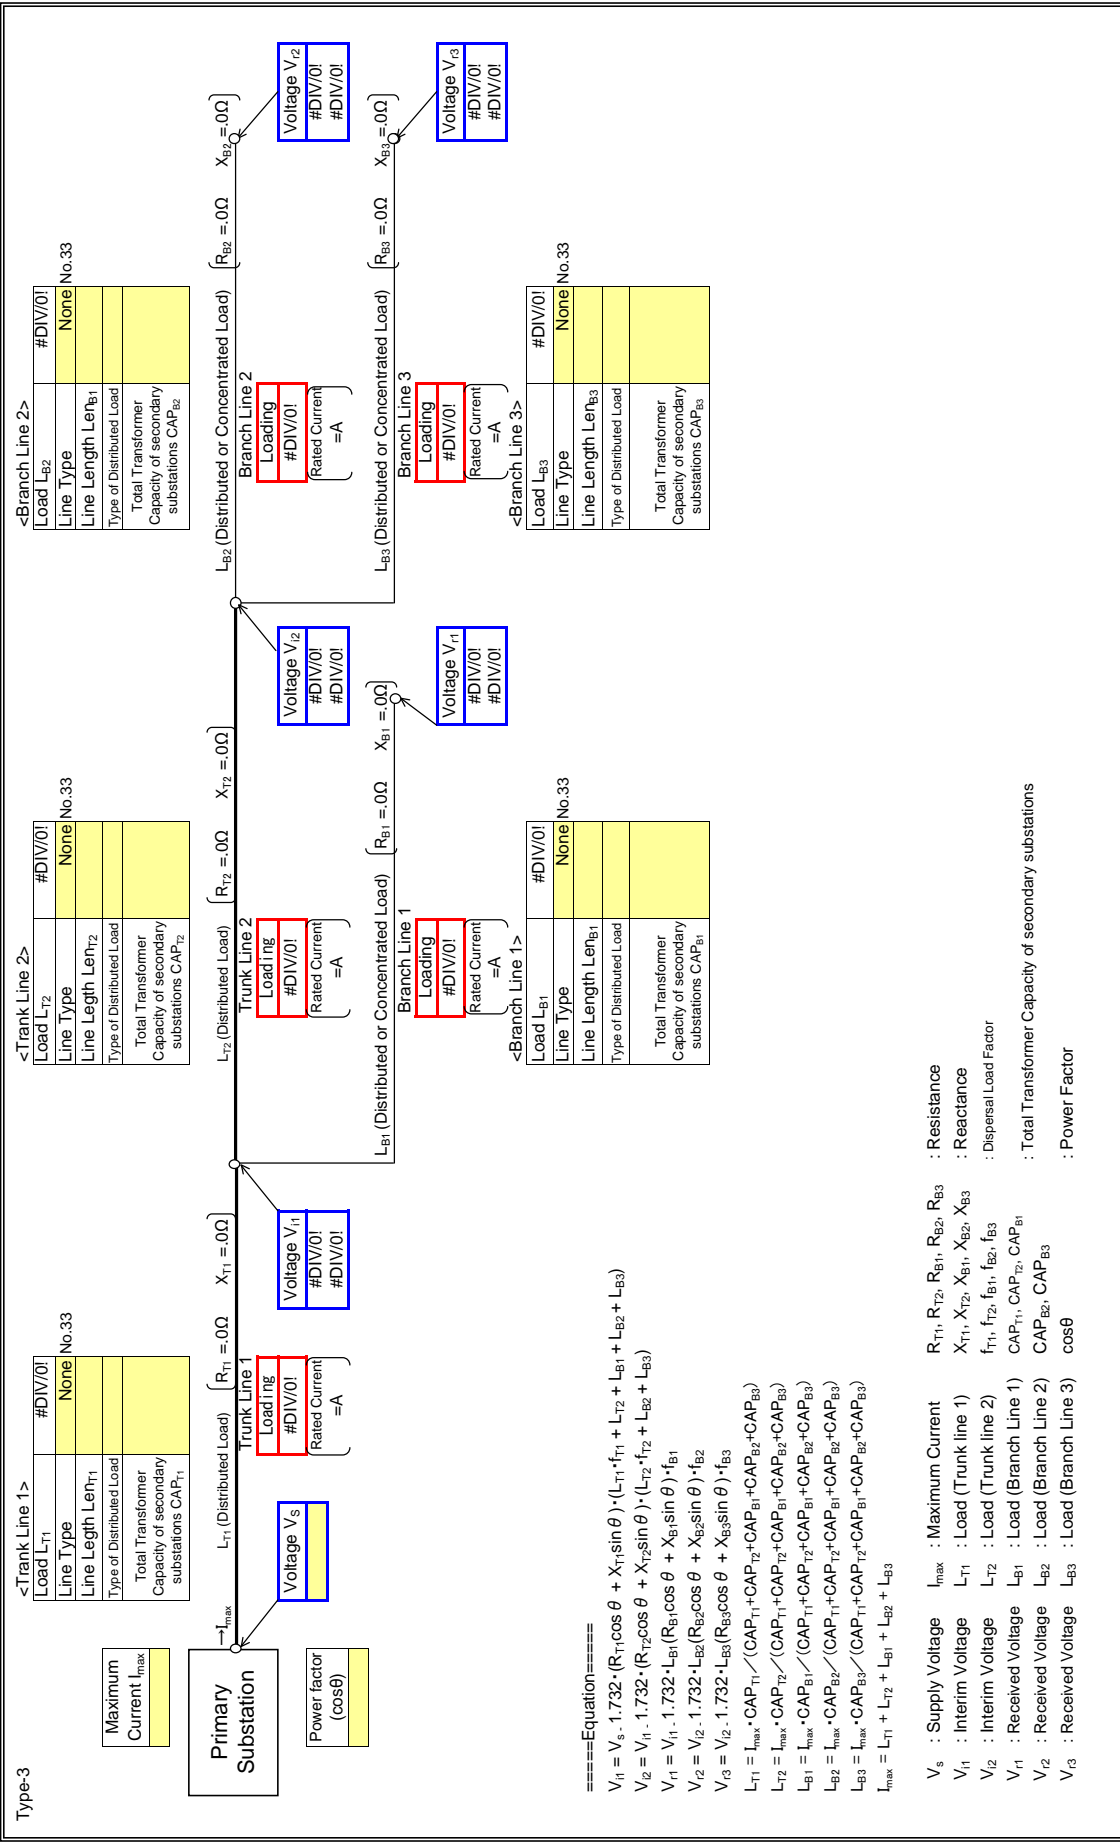 Type-3
<Trank Line 1>
Load LT1 #DIV/0!
Line Type None No.33
Line Legth LenT1
Type of Distributed Load
Total Transformer
Capacity of secondary
substations CAPT1
<Trank Line 2>
Load LT2 #DIV/0!
Line Type None No.33
Line Legth LenT2
Type of Distributed Load
Total Transformer
Capacity of secondary
substations CAPT2
<Branch Line 2>
Load LB2 #DIV/0!
Line Type None No.33
Line Length LenB1
Type of Distributed Load
Total Transformer
Capacity of secondary
substations CAPB2
Maximum
Current Imax
Primary
Substation
Power factor
(cosθ)
→Imax
Voltage Vs
LT1 (Distributed Load)
RT1 =.0Ω XT1 =.0Ω
Trunk Line 1
Loading
#DIV/0!
Rated Current
=A
Voltage Vi1
#DIV/0!
#DIV/0!
LT2 (Distributed Load)
RT2 =.0Ω XT2 =.0Ω
Trunk Line 2
Loading
#DIV/0!
Rated Current
=A
Voltage Vi2
#DIV/0!
#DIV/0!
LB2 (Distributed or Concentrated Load)
RB2 =.0Ω XB2 =.0Ω
Branch Line 2
Loading
#DIV/0!
Rated Current
=A
Voltage Vr2
#DIV/0!
#DIV/0!
LB1 (Distributed or Concentrated Load)
RB1 =.0Ω XB1 =.0Ω
Branch Line 1
Loading
#DIV/0!
Rated Current
=A
Voltage Vr1
#DIV/0!
#DIV/0!
LB3 (Distributed or Concentrated Load)
RB3 =.0Ω XB3 =.0Ω
Branch Line 3
Loading
#DIV/0!
Rated Current
=A
Voltage Vr3
#DIV/0!
#DIV/0!
<Branch Line 1>
Load LB1 #DIV/0!
Line Type None No.33
Line Length LenB1
Type of Distributed Load
Total Transformer
Capacity of secondary
substations CAPB1
<Branch Line 3>
Load LB3 #DIV/0!
Line Type None No.33
Line Length LenB3
Type of Distributed Load
Total Transformer
Capacity of secondary
substations CAPB3
=====Equation=====
Vi1 = Vs - 1.732・(RT1cos θ + XT1sin θ)・(LT1・fT1 + LT2 + LB1 + LB2 + LB3)
Vi2 = Vi1 - 1.732・(RT2cos θ + XT2sin θ)・(LT2・fT2 + LB2 + LB3)
Vr1 = Vi1 - 1.732・LB1(RB1cos θ + XB1sin θ)・fB1
Vr2 = Vi2 - 1.732・LB2(RB2cos θ + XB2sin θ)・fB2
Vr3 = Vi2 - 1.732・LB3(RB3cos θ + XB3sin θ)・fB3
LT1 = Imax・CAPT1／(CAPT1+CAPT2+CAPB1+CAPB2+CAPB3)
LT2 = Imax・CAPT2／(CAPT1+CAPT2+CAPB1+CAPB2+CAPB3)
LB1 = Imax・CAPB1／(CAPT1+CAPT2+CAPB1+CAPB2+CAPB3)
LB2 = Imax・CAPB2／(CAPT1+CAPT2+CAPB1+CAPB2+CAPB3)
LB3 = Imax・CAPB3／(CAPT1+CAPT2+CAPB1+CAPB2+CAPB3)
Imax = LT1 + LT2 + LB1 + LB2 + LB3
Vs : Supply Voltage Imax : Maximum Current RT1, RT2, RB1, RB2, RB3 : Resistance
Vi1 : Interim Voltage LT1 : Load (Trunk line 1) XT1, XT2, XB1, XB2, XB3 : Reactance
Vi2 : Interim Voltage LT2 : Load (Trunk line 2) fT1, fT2, fB1, fB2, fB3 : Dispersal Load Factor
Vr1 : Received Voltage LB1 : Load (Branch Line 1) CAPT1, CAPT2, CAPB1 : Total Transformer Capacity of secondary substations
Vr2 : Received Voltage LB2 : Load (Branch Line 2) CAPB2, CAPB3
Vr3 : Received Voltage LB3 : Load (Branch Line 3) cosθ : Power Factor